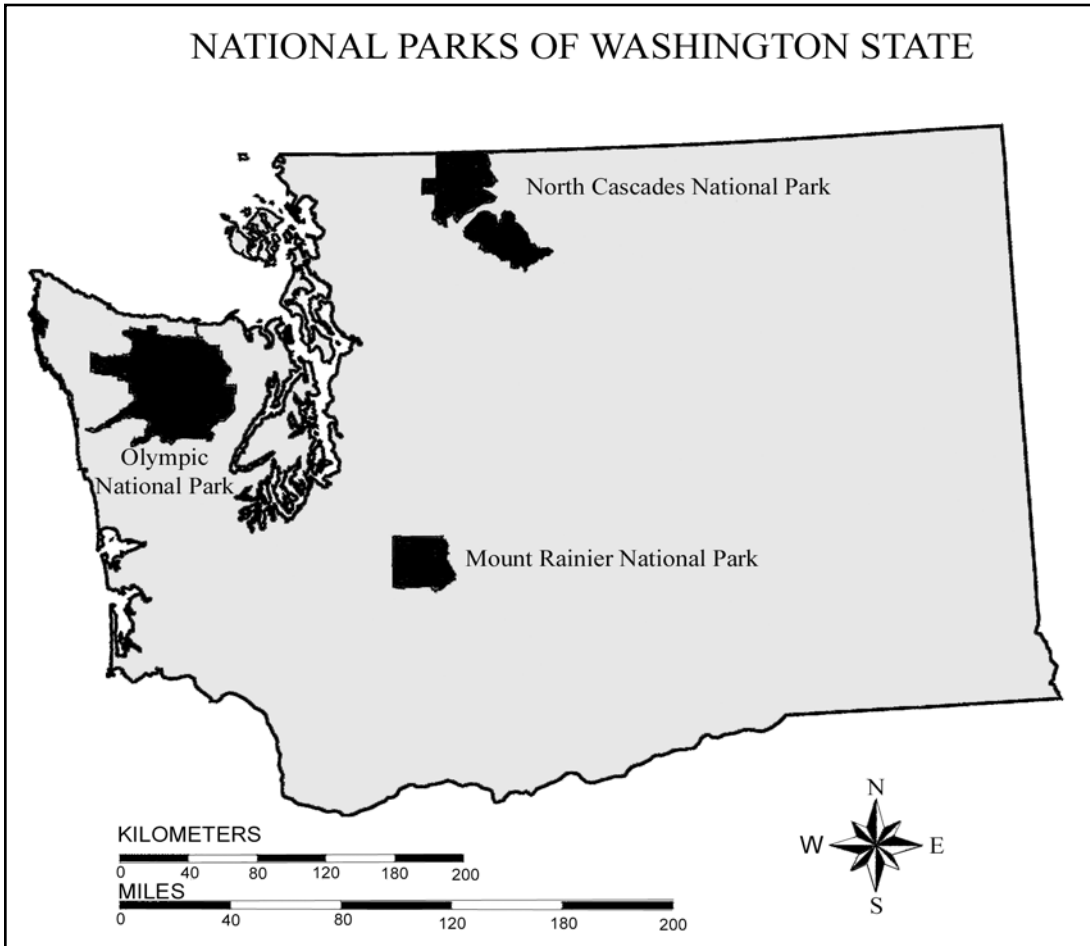 NATIONAL PARKS OF WASHINGTON STATE
North Cascades National Park
Olympic
National Park
Mount Rainier National Park
N
W E
S
KILOMETERS
0 40 80 120 180 200
MILES
0 40 80 120 180 200